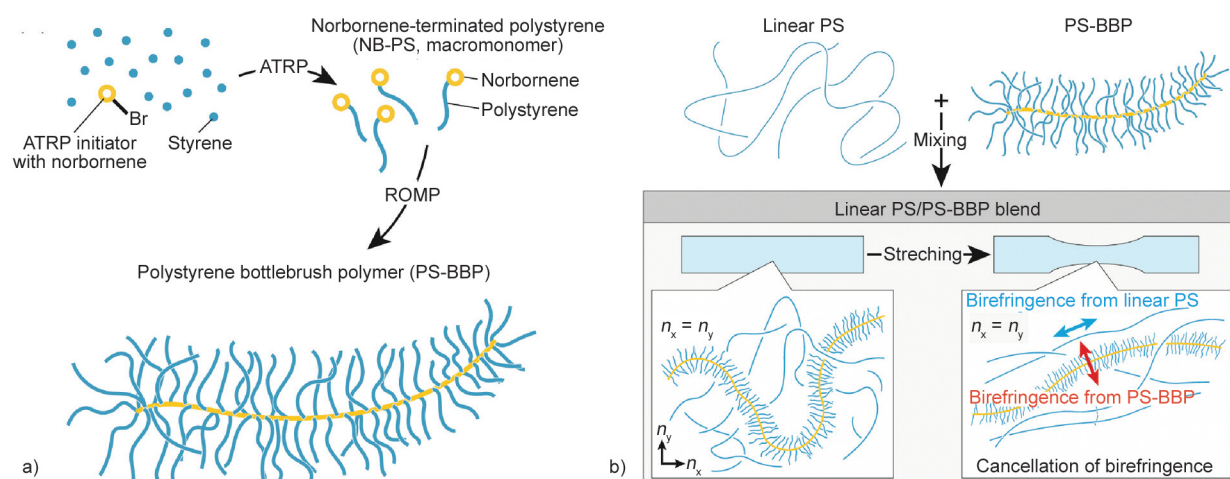 Norbornene-terminated polystyrene
(NB-PS, macromonomer)
ATRP
Norbornene
Polystyrene
Br
ATRP initiator
with norbornene
Styrene
ROMP
Polystyrene bottlebrush polymer (PS-BBP)
a)
Linear PS
PS-BBP
+
Mixing
Linear PS/PS-BBP blend
Streching
nx = ny
ny
nx
Birefringence from linear PS
nx = ny
Birefringence from PS-BBP
Cancellation of birefringence
b)